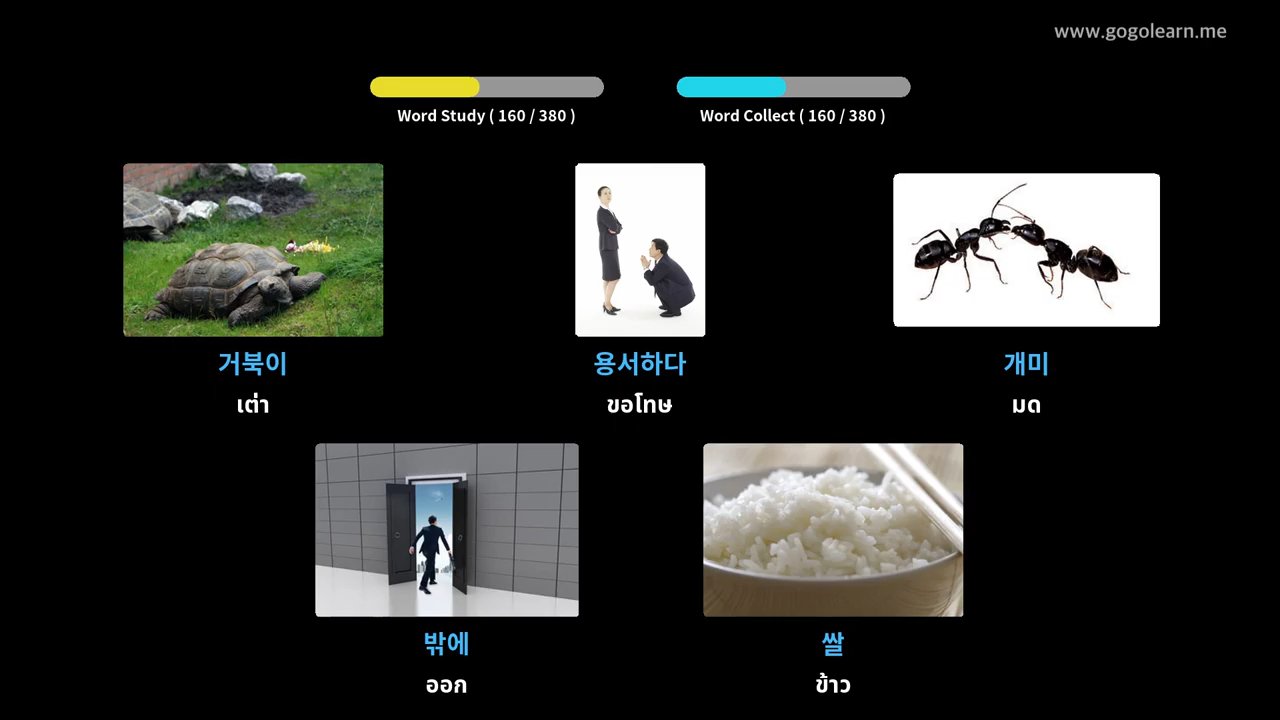 www.gogolearn.me
Word Study ( 160 / 380 )
Word Collect ( 160 / 380 )
거북이
เต่า
용서하다
ขอโทษ
개미
มด
밖에
ออก
쌀
ข้าว